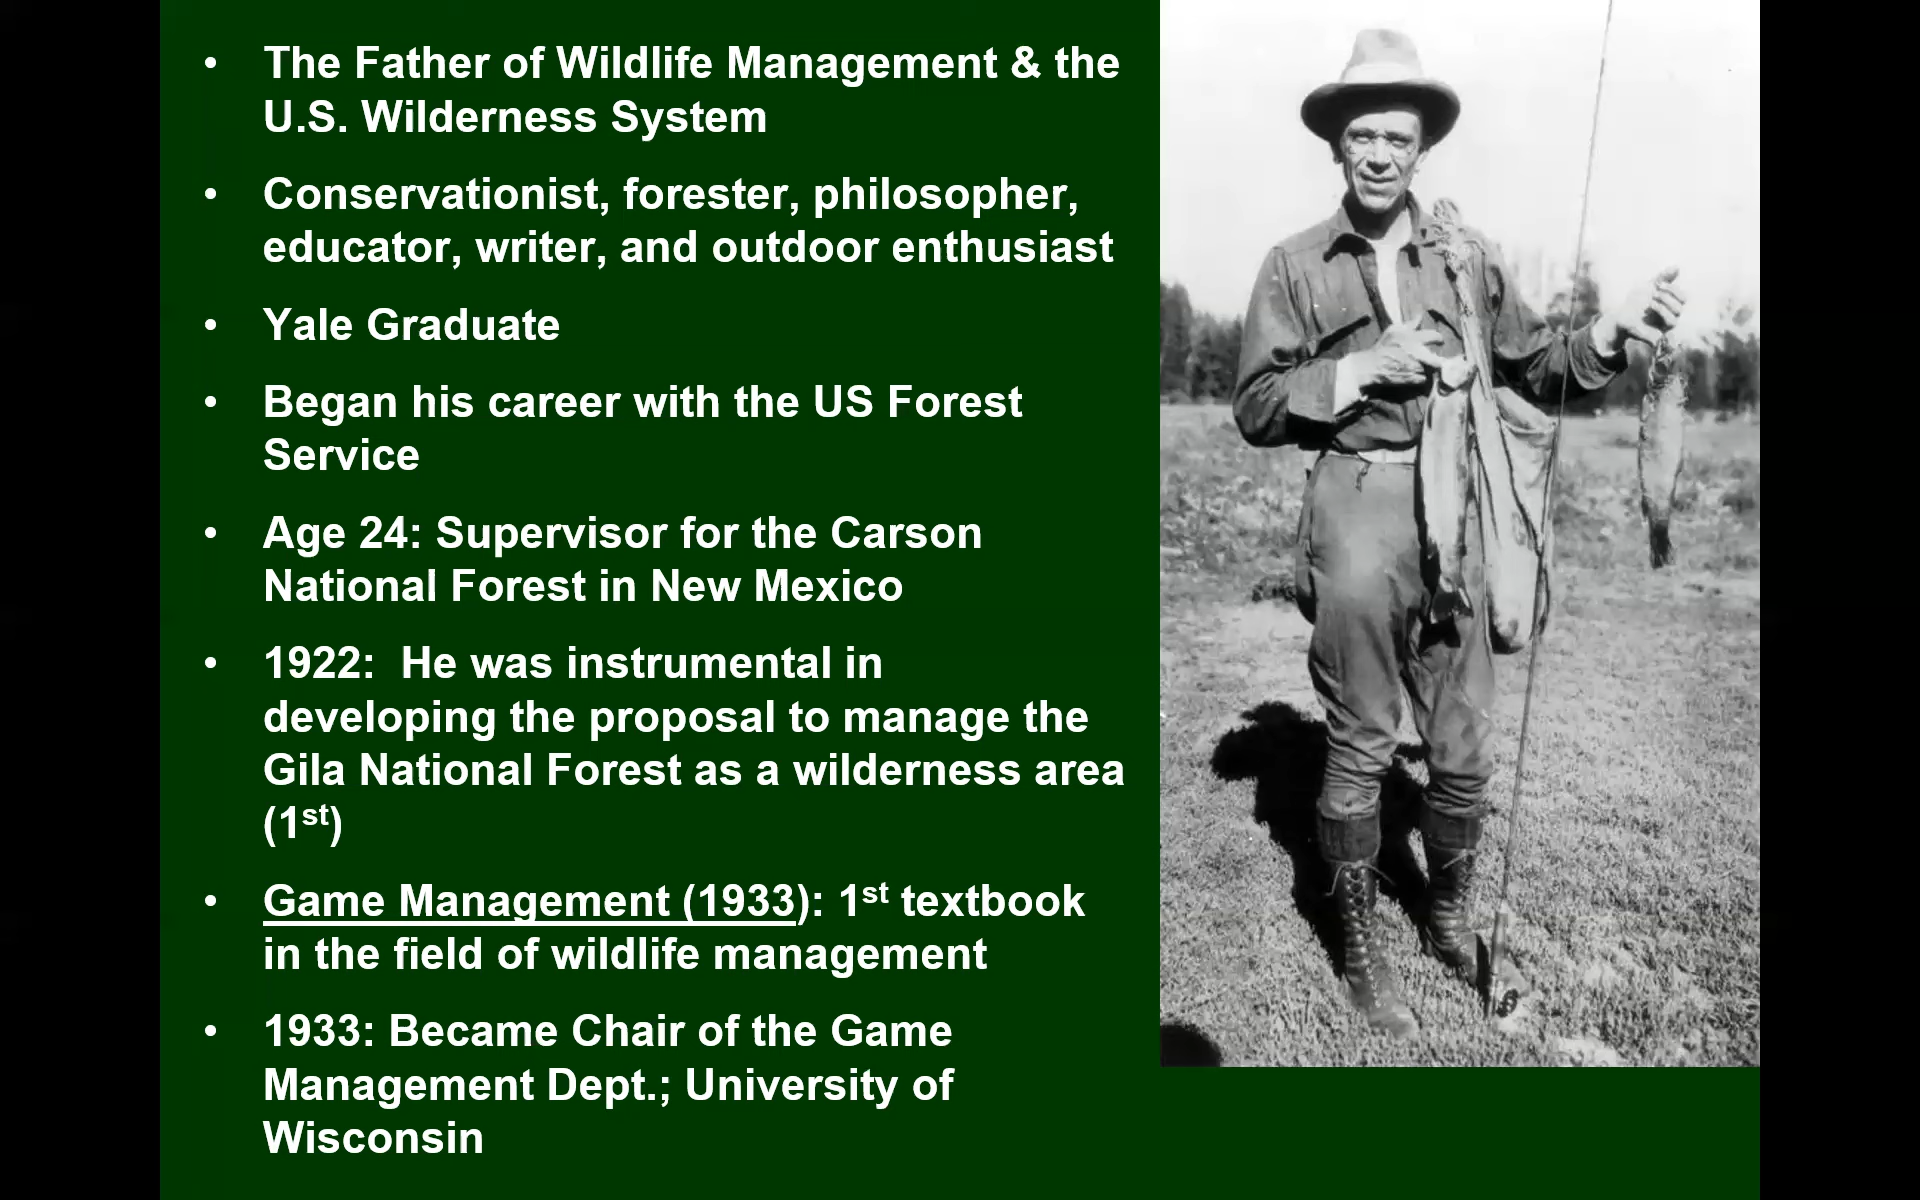 • The Father of Wildlife Management & the
U.S. Wilderness System
• Conservationist, forester, philosopher,
educator, writer, and outdoor enthusiast
• Yale Graduate
• Began his career with the US Forest
Service
• Age 24: Supervisor for the Carson
National Forest in New Mexico
• 1922:  He was instrumental in
developing the proposal to manage the
Gila National Forest as a wilderness area
(1st)
• Game Management (1933): 1st textbook
in the field of wildlife management
• 1933: Became Chair of the Game
Management Dept.; University of
Wisconsin